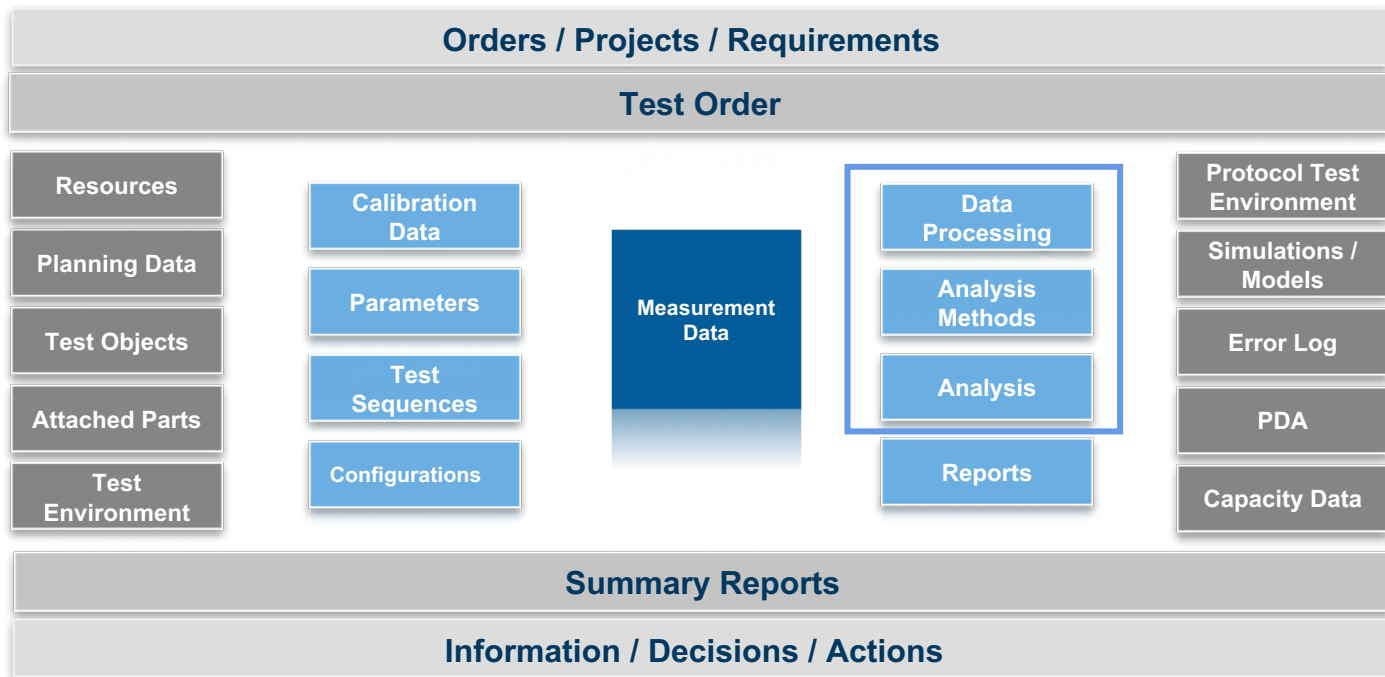 Orders / Projects / Requirements
Test Order
Resources
Planning Data
Test Objects
Attached Parts
Test
Environment
Calibration
Data
Parameters
Test
Sequences
Configurations
Measurement
Data
Data
Processing
Analysis
Methods
Analysis
Reports
Protocol Test
Environment
Simulations /
Models
Error Log
PDA
Capacity Data
Summary Reports
Information / Decisions / Actions